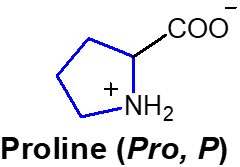 COO⁻
+
NH₂
Proline (Pro, P)